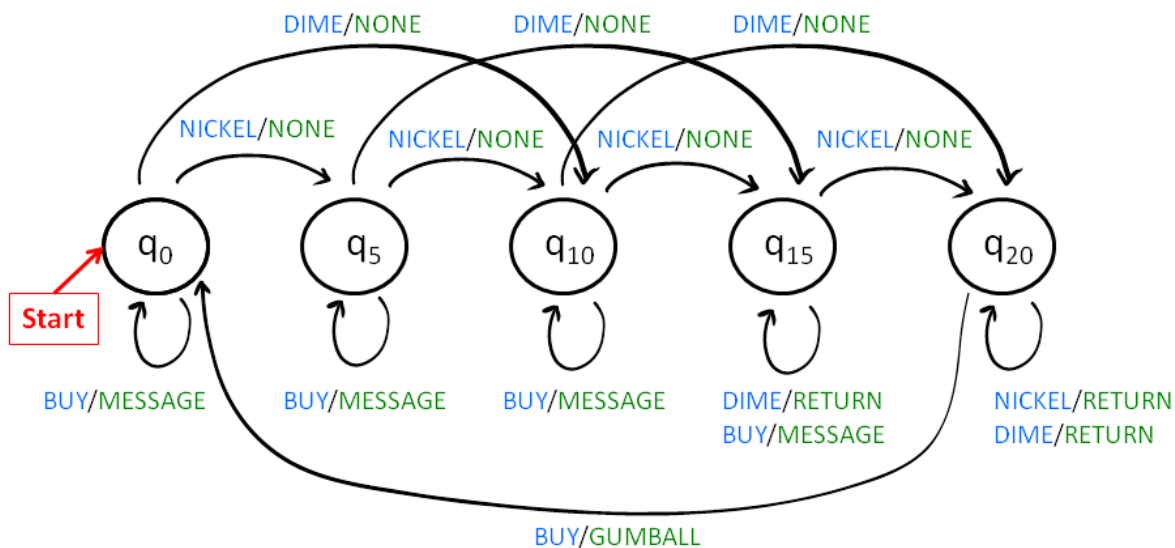 DIME/NONE
DIME/NONE
DIME/NONE
NICKEL/NONE
NICKEL/NONE
NICKEL/NONE
NICKEL/NONE
q0
q5
q10
q15
q20
Start
BUY/MESSAGE
BUY/MESSAGE
BUY/MESSAGE
DIME/RETURN
BUY/MESSAGE
NICKEL/RETURN
DIME/RETURN
BUY/GUMBALL